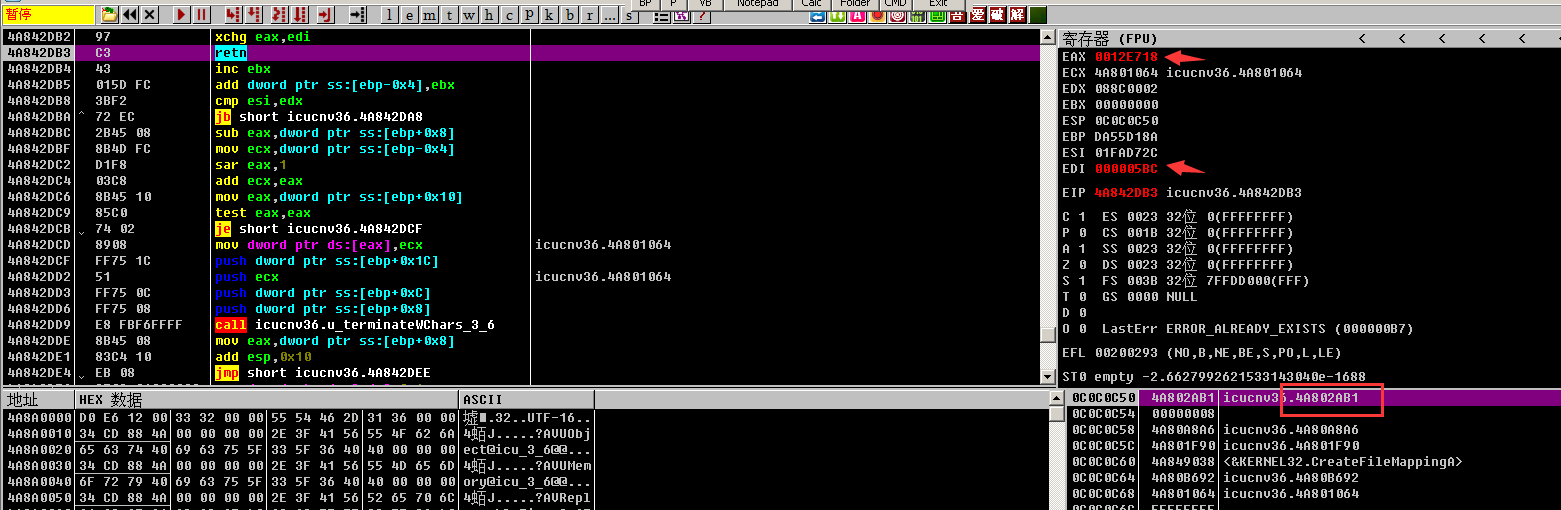 BP P VB Notepad Calc Folder CMD Exit
暂停 l e m t w h c p k b r ... s ? 吾 爱 破 解
4A842DB2 97 xchg eax,edi
4A842DB3 C3 retn
4A842DB4 43 inc ebx
4A842DB5 015D FC add dword ptr ss:[ebp-0x4],ebx
4A842DB8 3BF2 cmp esi,edx
4A842DBA ^ 72 EC jb short icucnv36.4A842DA8
4A842DBC 2B45 08 sub eax,dword ptr ss:[ebp+0x8]
4A842DBF 8B4D FC mov ecx,dword ptr ss:[ebp-0x4]
4A842DC2 D1F8 sar eax,1
4A842DC4 03C8 add ecx,eax
4A842DC6 8B45 10 mov eax,dword ptr ss:[ebp+0x10]
4A842DC9 85C0 test eax,eax
4A842DCB 74 02 je short icucnv36.4A842DCF
4A842DCD 8908 mov dword ptr ds:[eax],ecx icucnv36.4A801064
4A842DCF FF75 1C push dword ptr ss:[ebp+0x1C]
4A842DD2 51 push ecx icucnv36.4A801064
4A842DD3 FF75 0C push dword ptr ss:[ebp+0xC]
4A842DD6 FF75 08 push dword ptr ss:[ebp+0x8]
4A842DD9 E8 FBF6FFFF call icucnv36.u_terminateWChars_3_6
4A842DDE 8B45 08 mov eax,dword ptr ss:[ebp+0x8]
4A842DE1 83C4 10 add esp,0x10
4A842DE4 EB 08 jmp short icucnv36.4A842DEE
寄存器 (FPU) < < < < <
EAX 0012E718
ECX 4A801064 icucnv36.4A801064
EDX 088C0002
EBX 00000000
ESP 0C0C0C50
EBP DA55D18A
ESI 01FAD72C
EDI 000005BC
EIP 4A842DB3 icucnv36.4A842DB3
C 1 ES 0023 32位 0(FFFFFFFF)
P 0 CS 001B 32位 0(FFFFFFFF)
A 1 SS 0023 32位 0(FFFFFFFF)
Z 0 DS 0023 32位 0(FFFFFFFF)
S 1 FS 003B 32位 7FFDD000(FFF)
T 0 GS 0000 NULL
D 0
O 0 LastErr ERROR_ALREADY_EXISTS (000000B7)
EFL 00200293 (NO,B,NE,BE,S,PO,L,LE)
ST0 empty -2.6627992621533143040e-1688
地址 HEX 数据 ASCII
4A8A0000 D0 E6 12 00 33 32 00 00 55 54 46 2D 31 36 00 00 .32..UTF-16..
4A8A0010 34 CD 88 4A 00 00 00 00 2E 3F 41 56 55 4F 62 6A 4蛨J.....?AVUObj
4A8A0020 65 63 74 40 69 63 75 5F 33 5F 36 40 40 00 00 00 ect@icu_3_6@@...
4A8A0030 34 CD 88 4A 00 00 00 00 2E 3F 41 56 55 4D 65 6D 4蛨J.....?AVUMem
4A8A0040 6F 72 79 40 69 63 75 5F 33 5F 36 40 40 00 00 00 ory@icu_3_6@@...
4A8A0050 34 CD 88 4A 00 00 00 00 2E 3F 41 56 52 65 70 6C 4蛨J.....?AVRepl
0C0C0C50 4A802AB1 icucnv36.4A802AB1
0C0C0C54 00000008
0C0C0C58 4A80A8A6 icucnv36.4A80A8A6
0C0C0C5C 4A801F90 icucnv36.4A801F90
0C0C0C60 4A849038 <&KERNEL32.CreateFileMappingA>
0C0C0C64 4A80B692 icucnv36.4A80B692
0C0C0C68 4A801064 icucnv36.4A801064